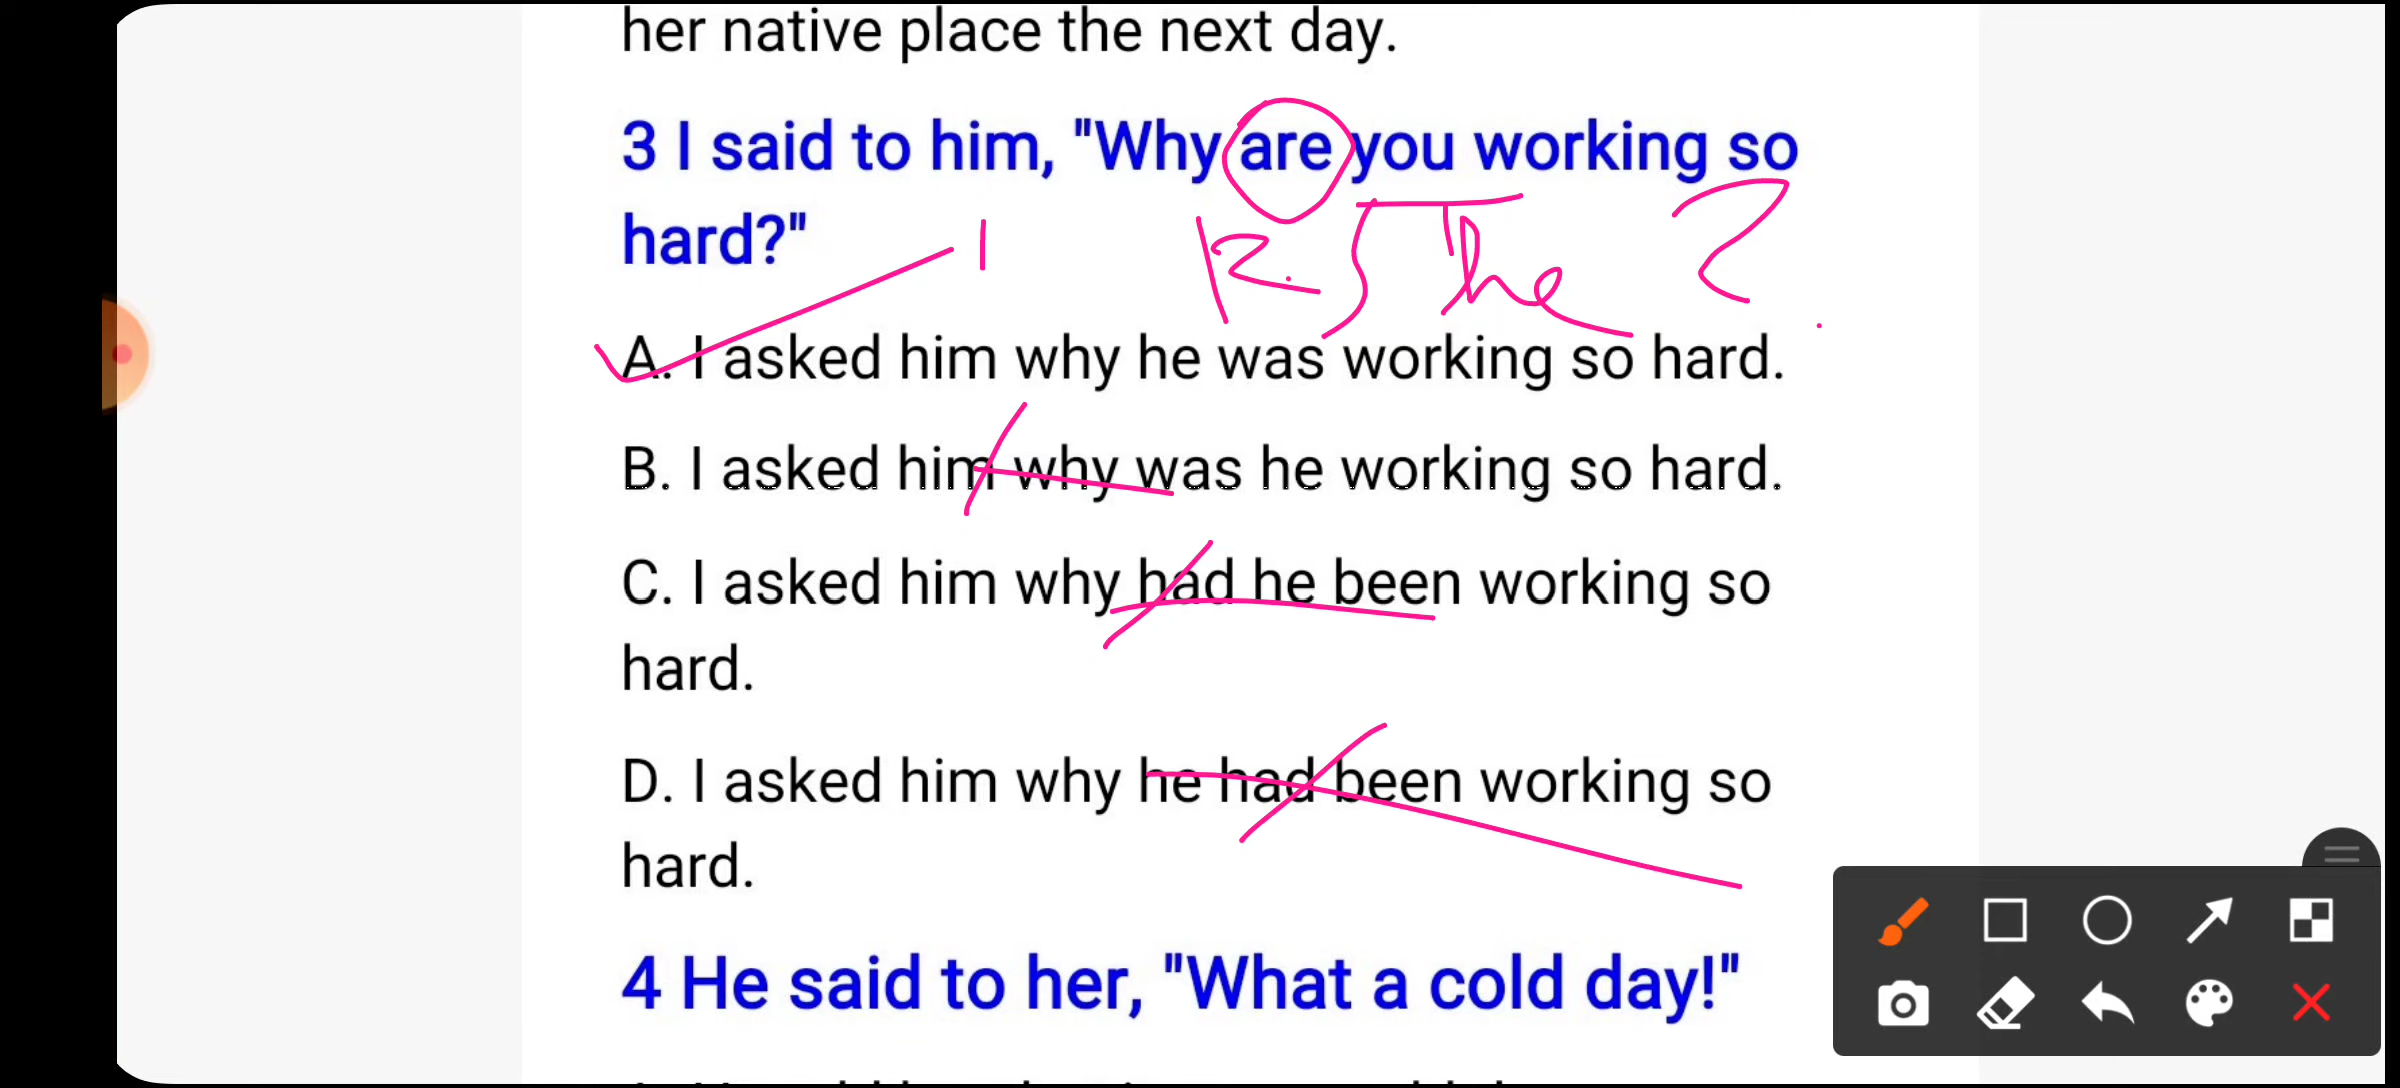 her native place the next day.
3 I said to him, "Why are you working so
hard?"
he
A. I asked him why he was working so hard.
B. I asked him why was he working so hard.
C. I asked him why had he been working so
hard.
D. I asked him why he had been working so
hard.
4 He said to her, "What a cold day!"